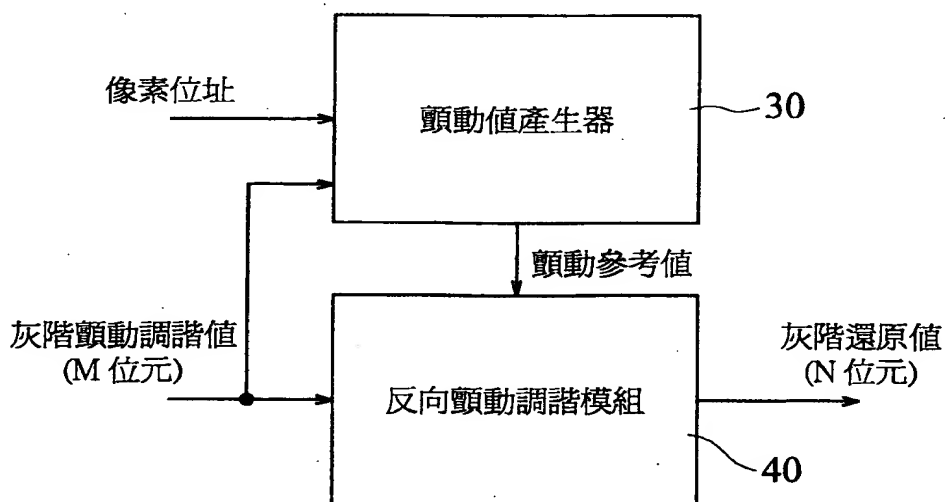 像素位址
顫動值產生器
30
顫動參考值
灰階顫動調諧值
(M 位元)
反向顫動調諧模組
灰階還原值
(N 位元)
40